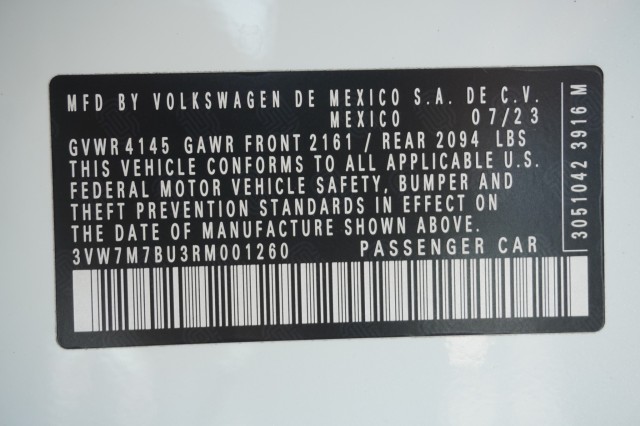 MFD BY VOLKSWAGEN DE MEXICO S.A. DE C.V.
MEXICO 07/23
GVWR 4145 GAWR FRONT 2161 / REAR 2094 LBS
THIS VEHICLE CONFORMS TO ALL APPLICABLE U.S.
FEDERAL MOTOR VEHICLE SAFETY, BUMPER AND
THEFT PREVENTION STANDARDS IN EFFECT ON
THE DATE OF MANUFACTURE SHOWN ABOVE.
3VW7M7BU3RM001260 PASSENGER CAR
3051042 3916 M